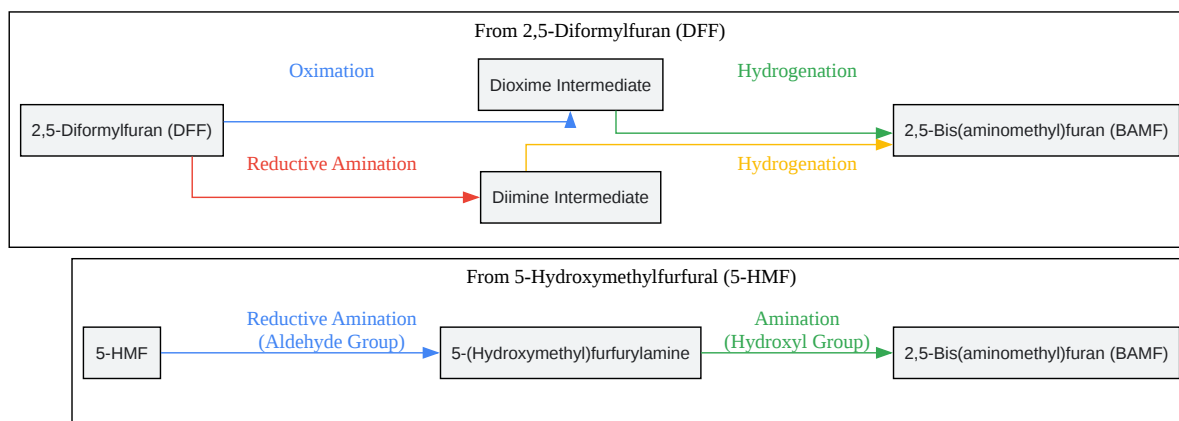 From 2,5-Diformylfuran (DFF)
Oximation
Dioxime Intermediate
Hydrogenation
2,5-Diformylfuran (DFF)
2,5-Bis(aminomethyl)furan (BAMF)
Reductive Amination
Diimine Intermediate
Hydrogenation
From 5-Hydroxymethylfurfural (5-HMF)
5-HMF
Reductive Amination
(Aldehyde Group)
5-(Hydroxymethyl)furfurylamine
Amination
(Hydroxyl Group)
2,5-Bis(aminomethyl)furan (BAMF)